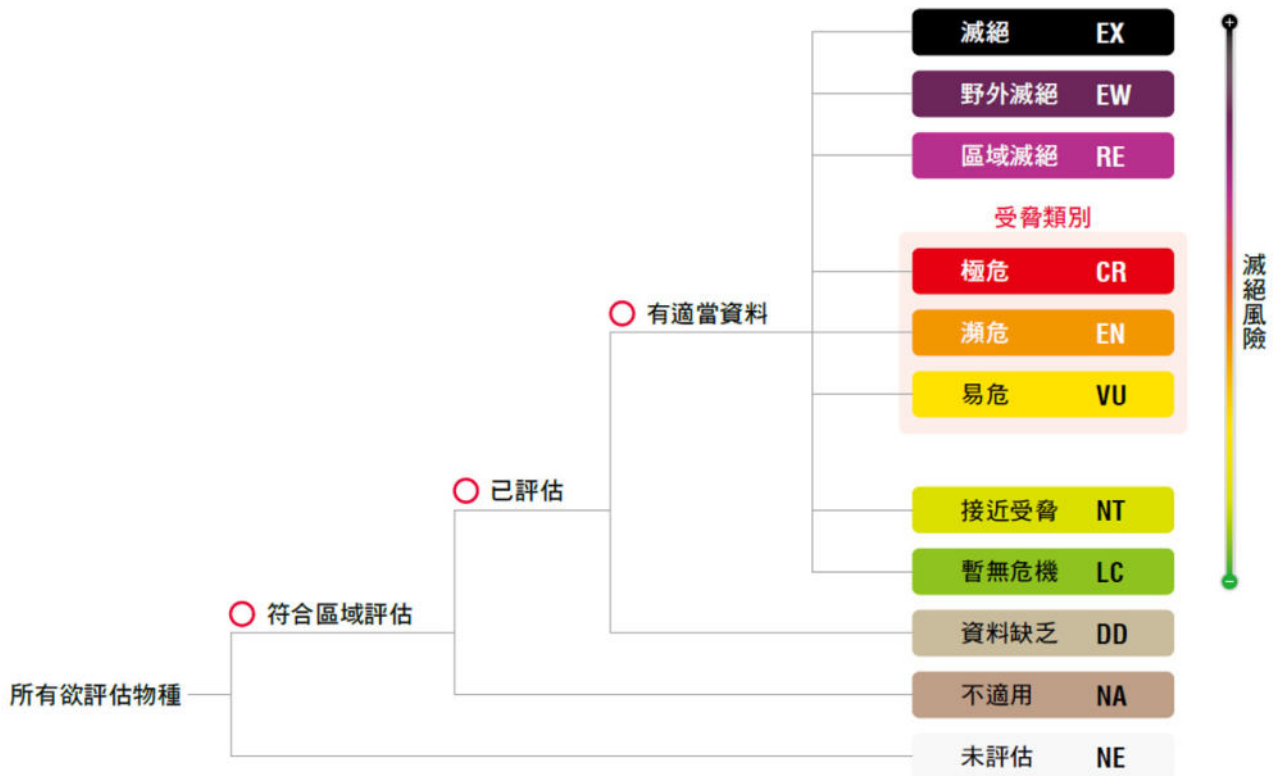 滅絕 EX
野外滅絕 EW
區域滅絕 RE
受脅類別
極危 CR
瀕危 EN
易危 VU
接近受脅 NT
暫無危機 LC
資料缺乏 DD
不適用 NA
未評估 NE
有適當資料
已評估
符合區域評估
所有欲評估物種
滅絕風險
+
−